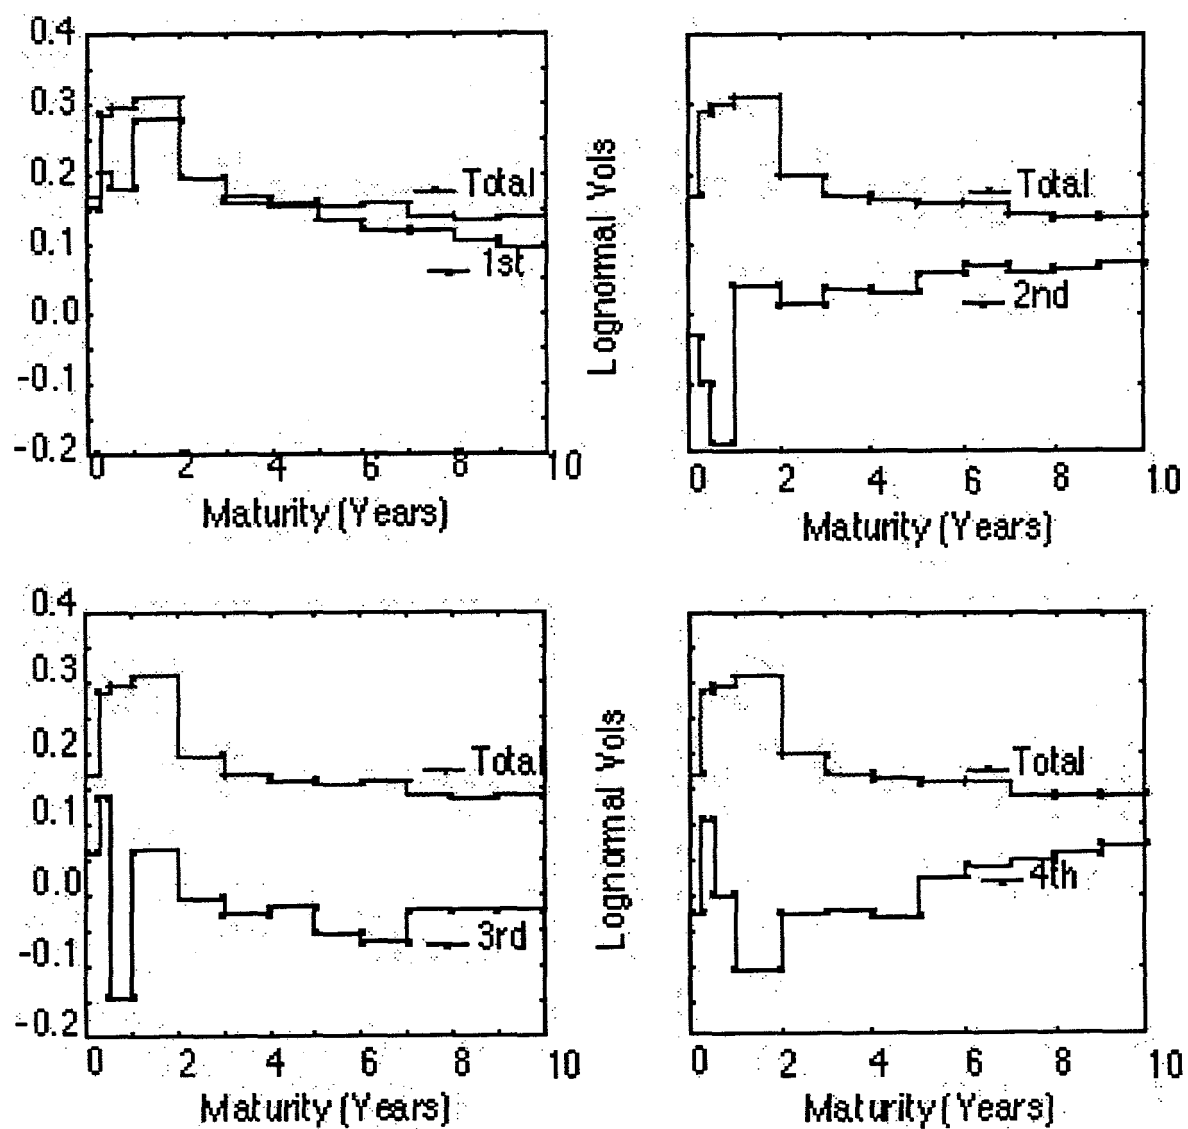 0.4
0.3
0.2
0.1
0.0
-0.1
-0.2
Total
1st
0 2 4 6 8 10
Maturity (Years)
Lognormal Vols
Total
2nd
0 2 4 6 8 10
Maturity (Years)
0.4
0.3
0.2
0.1
0.0
-0.1
-0.2
Total
3rd
0 2 4 6 8 10
Maturity (Years)
Lognormal Vols
Total
4th
0 2 4 6 8 10
Maturity (Years)